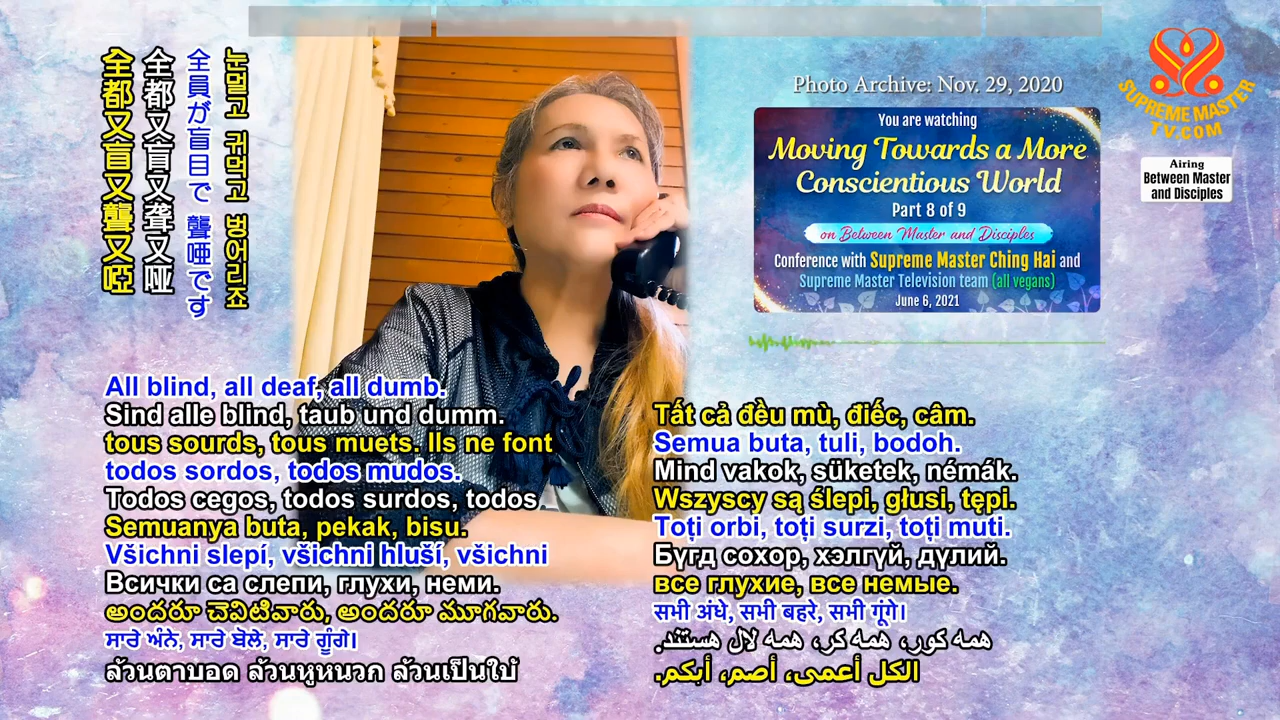 全都又盲又聾又啞
全都又盲又聋又哑
全員が盲目で 聾唖です
눈멀고 귀먹고 벙어리죠
Photo Archive: Nov. 29, 2020
You are watching
Moving Towards a More
Conscientious World
Part 8 of 9
on Between Master and Disciples
Conference with Supreme Master Ching Hai and
Supreme Master Television team (all vegans)
June 6, 2021
SUPREME MASTER
TV.COM
Airing
Between Master
and Disciples
All blind, all deaf, all dumb.
Sind alle blind, taub und dumm.
tous sourds, tous muets. Ils ne font
todos sordos, todos mudos.
Todos cegos, todos surdos, todos
Semuanya buta, pekak, bisu.
Všichni slepí, všichni hluší, všichni
Всички са слепи, глухи, неми.
అందరూ చెవిటివారు, అందరూ మూగవారు.
ਸਾਰੇ ਅੰਨੇ, ਸਾਰੇ ਬੋਲੇ, ਸਾਰੇ ਗੂੰਗੇ।
ล้วนตาบอด ล้วนหูหนวก ล้วนเป็นใบ้
Tất cả đều mù, điếc, câm.
Semua buta, tuli, bodoh.
Mind vakok, süketek, némák.
Wszyscy są ślepi, głusi, tępi.
Toți orbi, toți surzi, toți muti.
Бүгд сохор, хэлгүй, дүлий.
все глухие, все немые.
सभी अंधे, सभी बहरे, सभी गूंगे।
همه کور، همه کر، همه لال هستند.
الكل أعمى، أصم، أبكم.